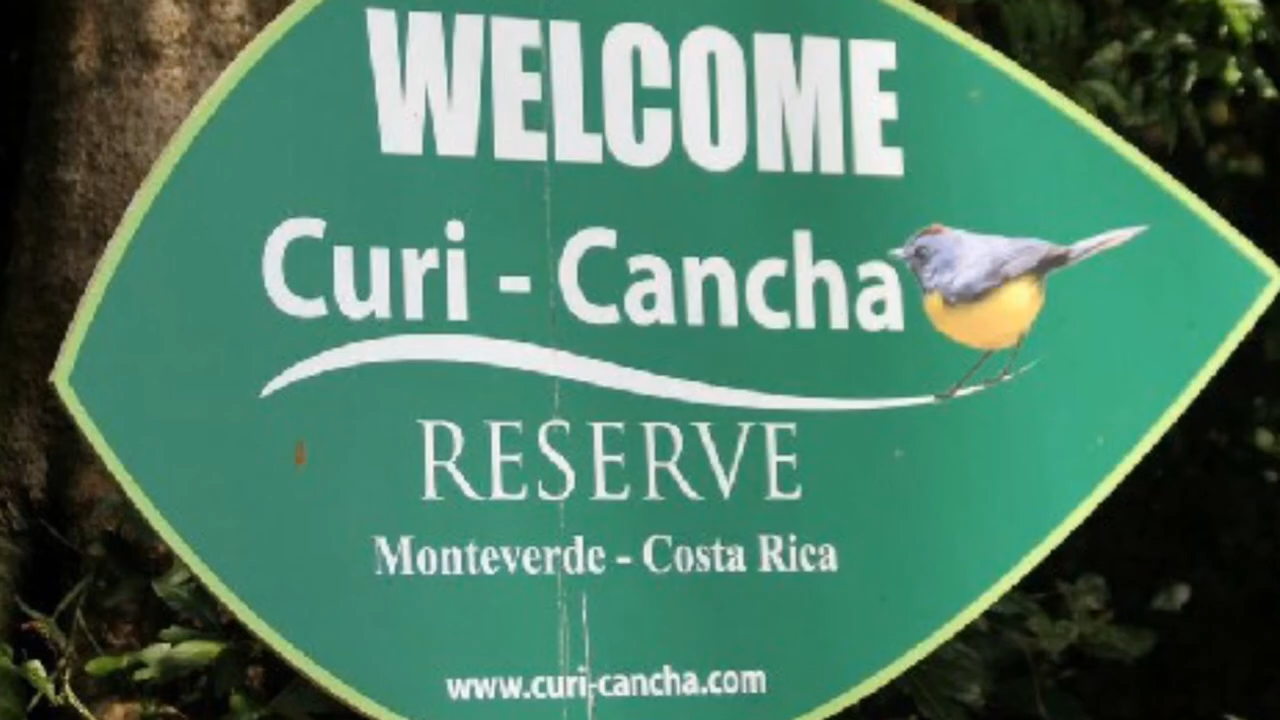 WELCOME
Curi - Cancha
RESERVE
Monteverde - Costa Rica
www.curi-cancha.com